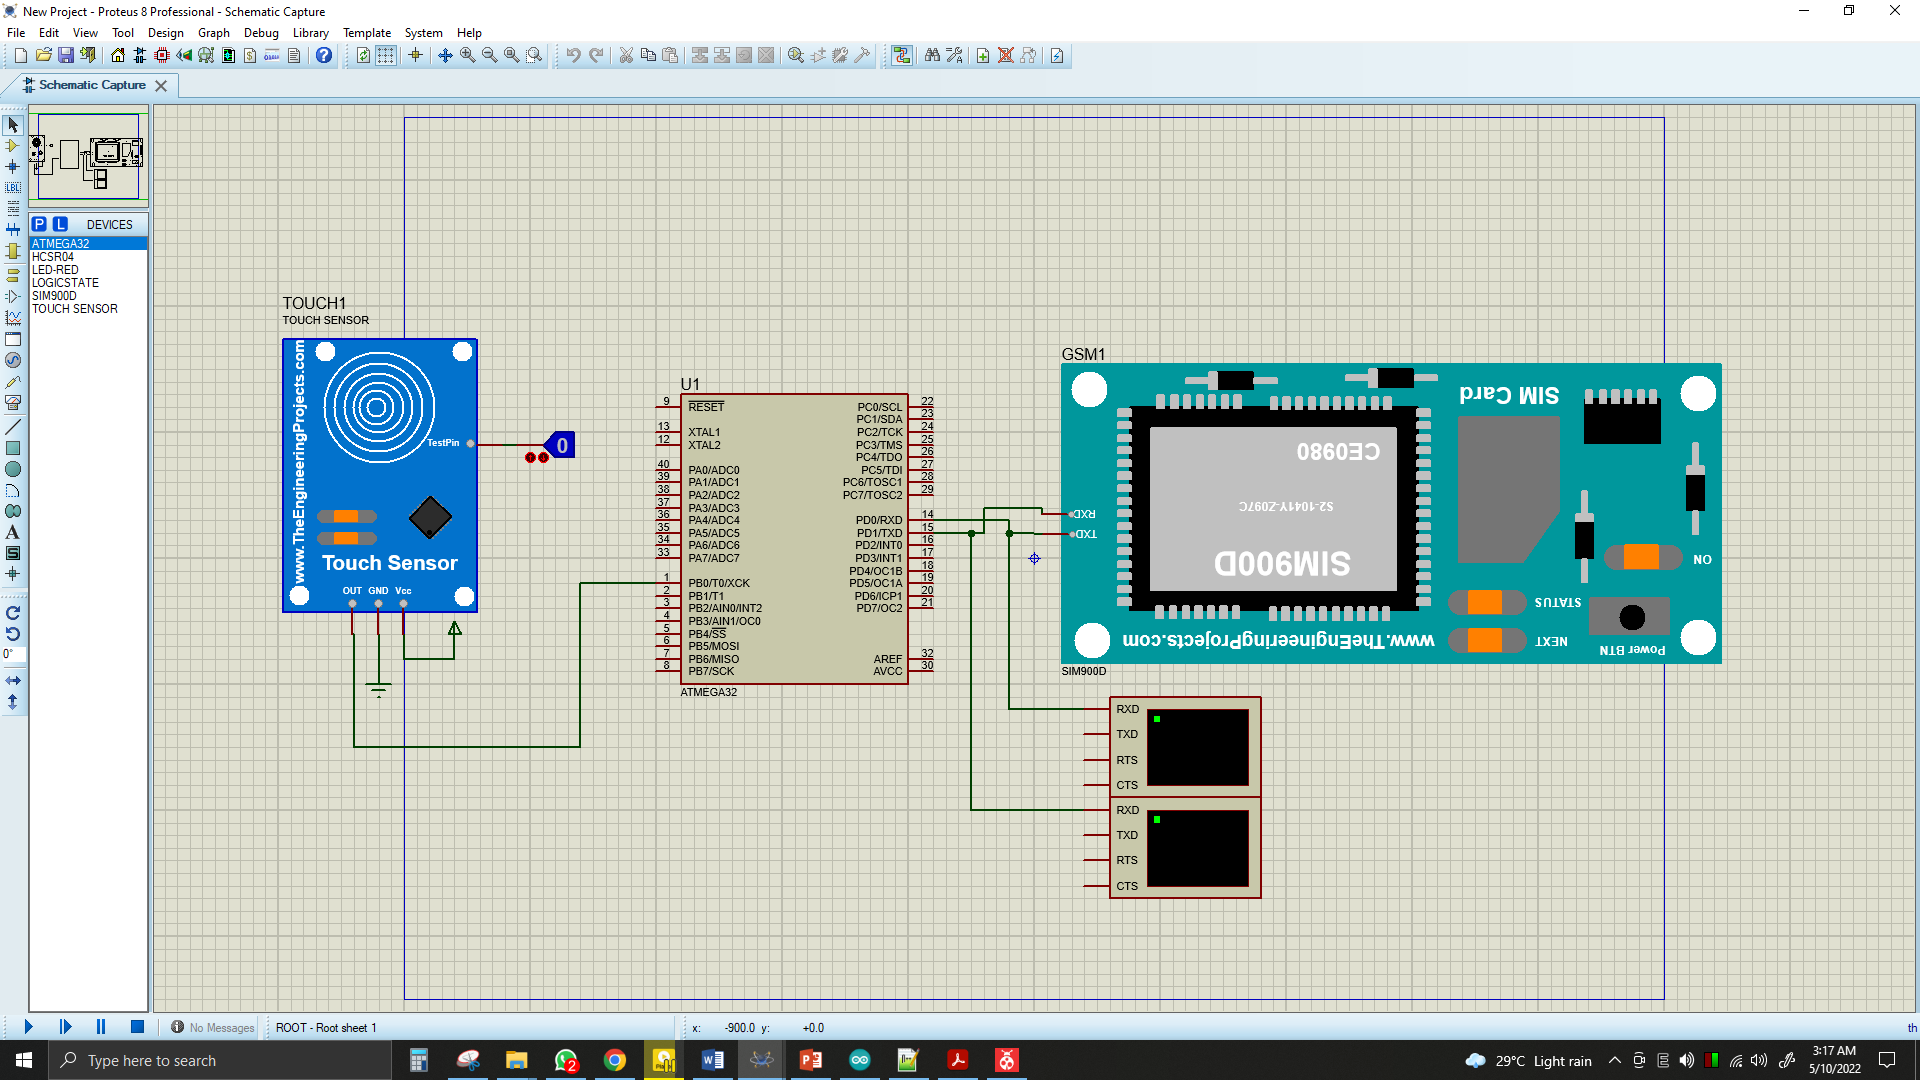 New Project - Proteus 8 Professional - Schematic Capture
File Edit View Tool Design Graph Debug Library Template System Help
Schematic Capture
P L DEVICES
ATMEGA32
HCSR04
LED-RED
LOGICSTATE
SIM900D
TOUCH SENSOR
LBL
A
S
0°
TOUCH1
TOUCH SENSOR
www.TheEngineeringProjects.com
TestPin
0
Touch Sensor
OUT GND Vcc
U1
9 RESET
13 XTAL1
12 XTAL2
40 PA0/ADC0
39 PA1/ADC1
38 PA2/ADC2
37 PA3/ADC3
36 PA4/ADC4
35 PA5/ADC5
34 PA6/ADC6
33 PA7/ADC7
1 PB0/T0/XCK
2 PB1/T1
3 PB2/AIN0/INT2
4 PB3/AIN1/OC0
5 PB4/SS
6 PB5/MOSI
7 PB6/MISO
8 PB7/SCK
PC0/SCL 22
PC1/SDA 23
PC2/TCK 24
PC3/TMS 25
PC4/TDO 26
PC5/TDI 27
PC6/TOSC1 28
PC7/TOSC2 29
PD0/RXD 14
PD1/TXD 15
PD2/INT0 16
PD3/INT1 17
PD4/OC1B 18
PD5/OC1A 19
PD6/ICP1 20
PD7/OC2 21
AREF 32
AVCC 30
ATMEGA32
GSM1
SIM Card
CE0980
S2-1041Y-Z097C
SIM900D
RXD
TXD
ON
STATUS
NEXT
Power BTN
www.TheEngineeringProjects.com
SIM900D
RXD
TXD
RTS
CTS
RXD
TXD
RTS
CTS
No Messages
ROOT - Root sheet 1
x: -900.0 y: +0.0
th
Type here to search
2
29°C Light rain
3:17 AM
5/10/2022